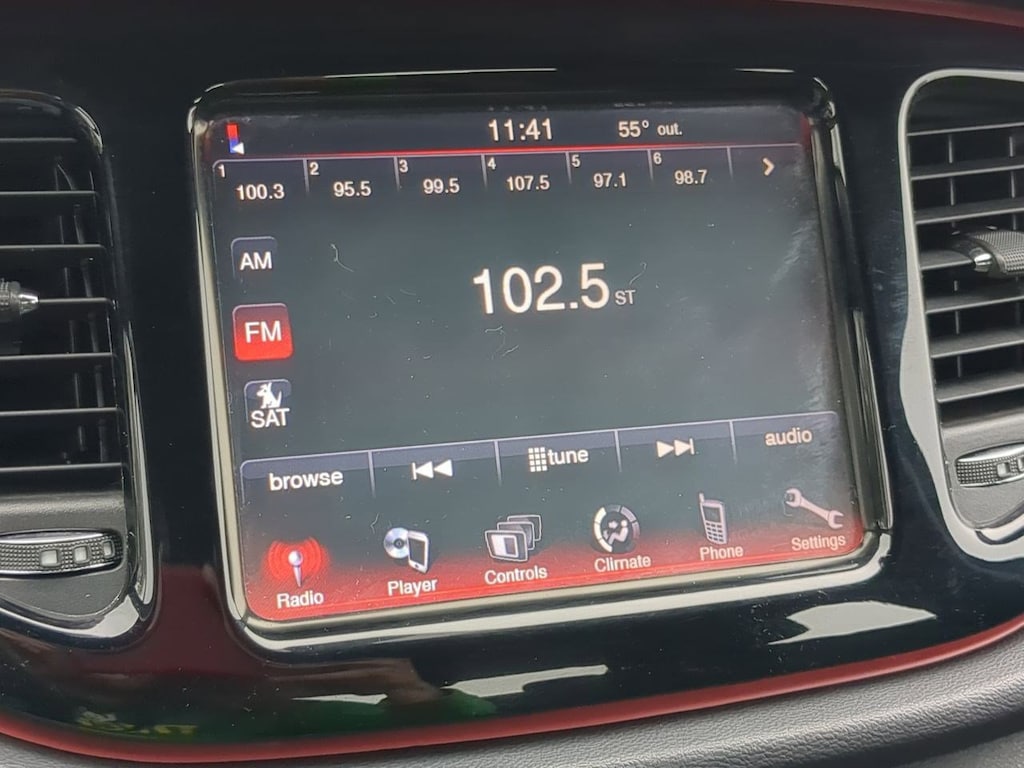 11:41 55° out.
1 100.3 2 95.5 3 99.5 4 107.5 5 97.1 6 98.7 >
AM
102.5 ST
FM
SAT
browse tune audio
Radio Player Controls Climate Phone Settings